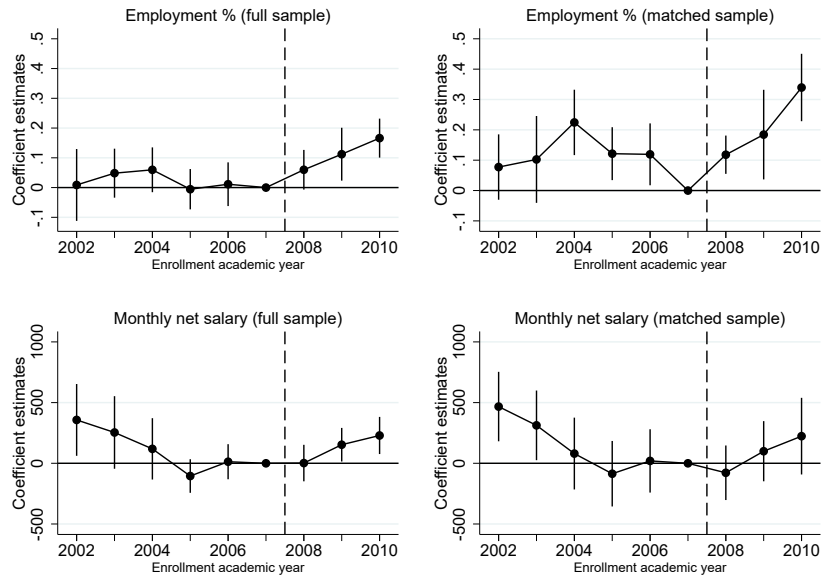 Employment % (full sample)
Coefficient estimates
.5
.4
.3
.2
.1
0
-.1
2002 2004 2006 2008 2010
Enrollment academic year
Employment % (matched sample)
Coefficient estimates
.5
.4
.3
.2
.1
0
-.1
2002 2004 2006 2008 2010
Enrollment academic year
Monthly net salary (full sample)
Coefficient estimates
1000
500
0
-500
2002 2004 2006 2008 2010
Enrollment academic year
Monthly net salary (matched sample)
Coefficient estimates
1000
500
0
-500
2002 2004 2006 2008 2010
Enrollment academic year